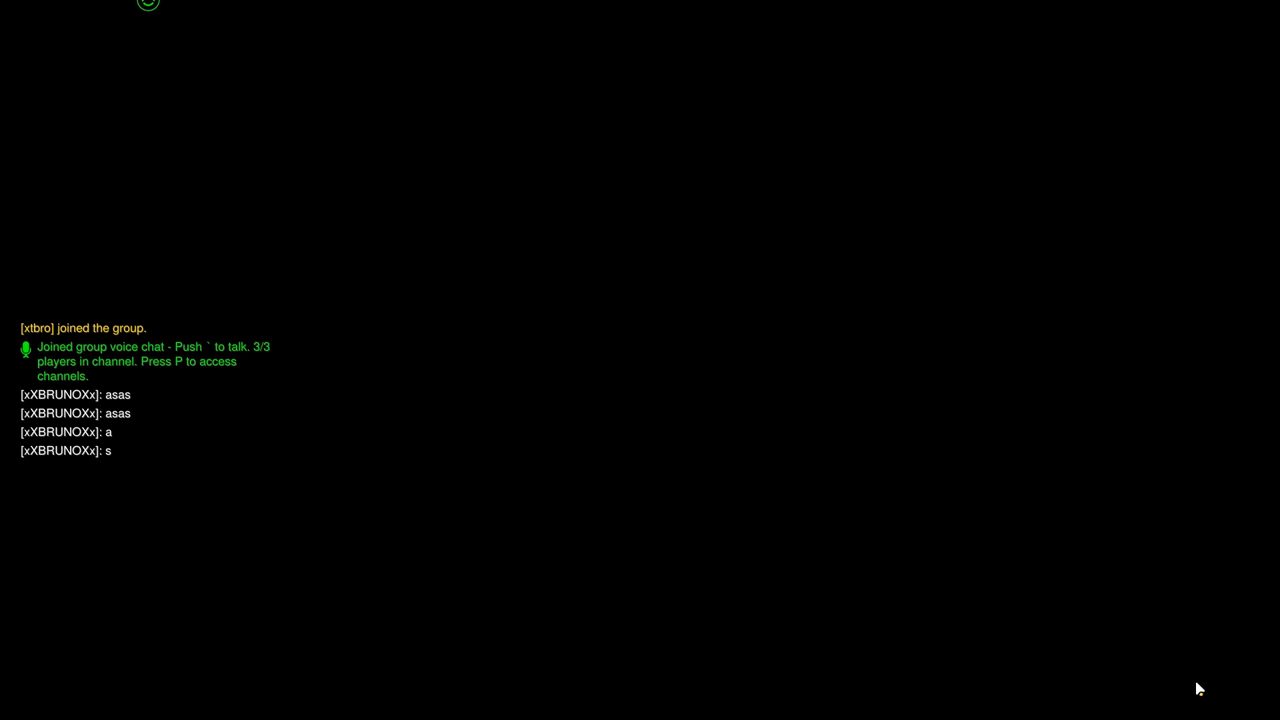 [xtbro] joined the group.
Joined group voice chat - Push ` to talk. 3/3
players in channel. Press P to access
channels.
[xXBRUNOXx]: asas
[xXBRUNOXx]: asas
[xXBRUNOXx]: a
[xXBRUNOXx]: s